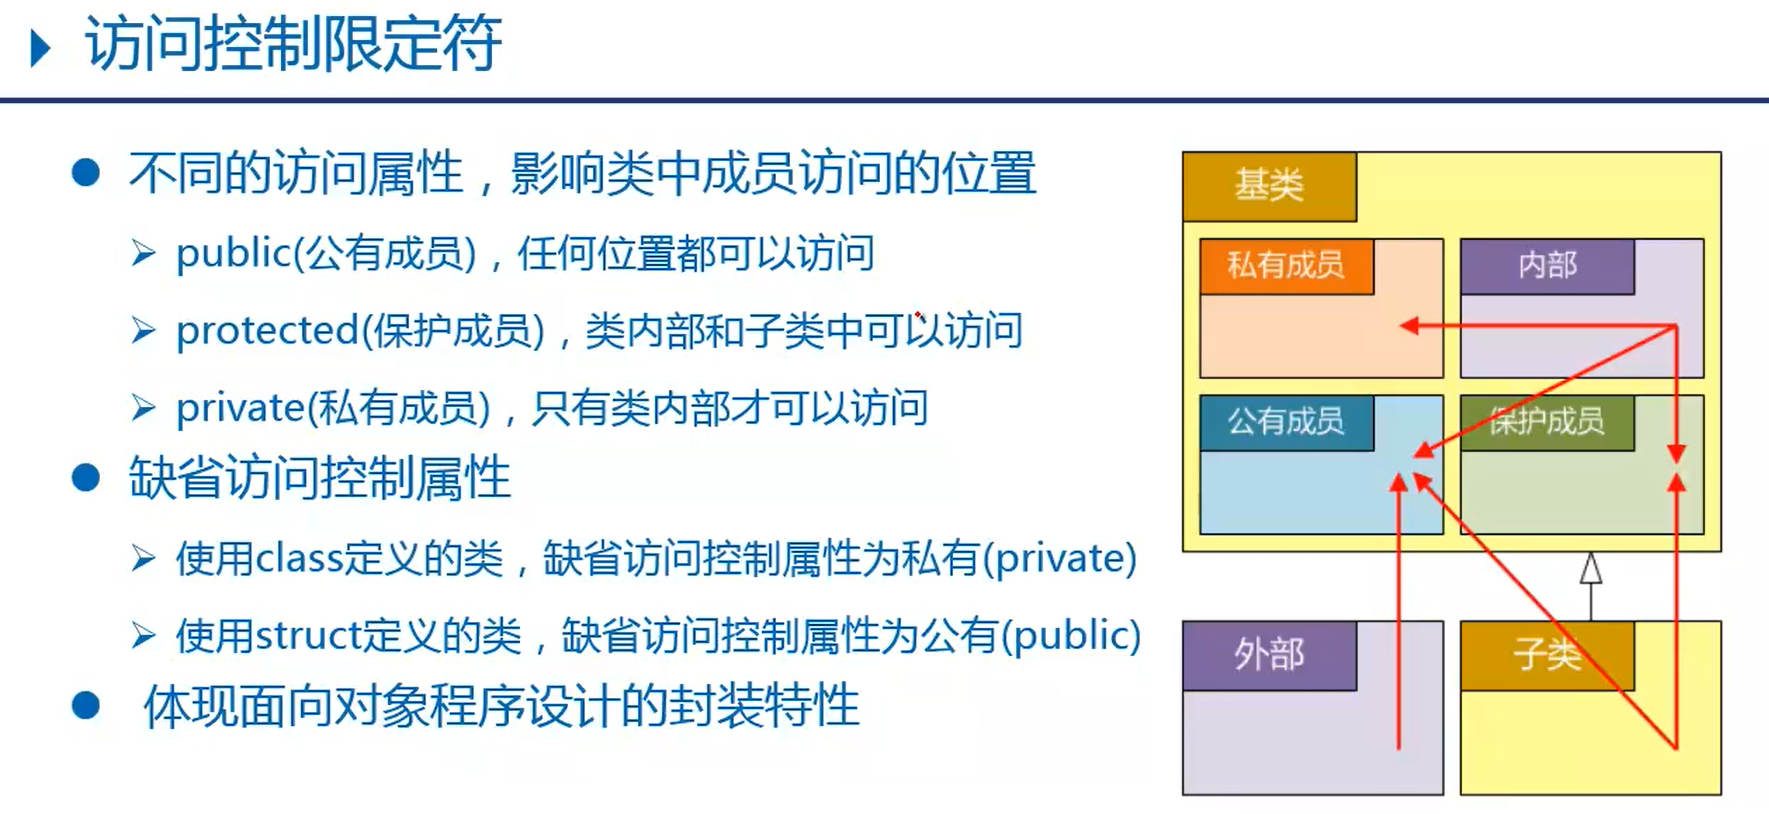 访问控制限定符
不同的访问属性，影响类中成员访问的位置
public(公有成员)，任何位置都可以访问
protected(保护成员)，类内部和子类中可以访问
private(私有成员)，只有类内部才可以访问
缺省访问控制属性
使用class定义的类，缺省访问控制属性为私有(private)
使用struct定义的类，缺省访问控制属性为公有(public)
体现面向对象程序设计的封装特性
基类
私有成员
内部
公有成员
保护成员
外部
子类